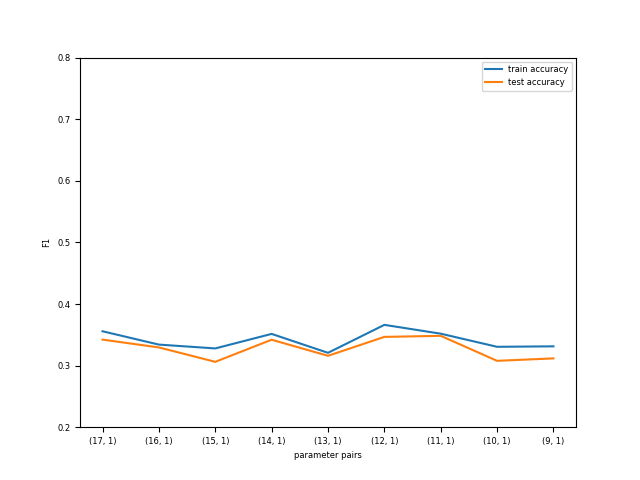 0.8
train accuracy
test accuracy
0.7
0.6
0.5
F1
0.4
0.3
0.2
(17, 1) (16, 1) (15, 1) (14, 1) (13, 1) (12, 1) (11, 1) (10, 1) (9, 1)
parameter pairs